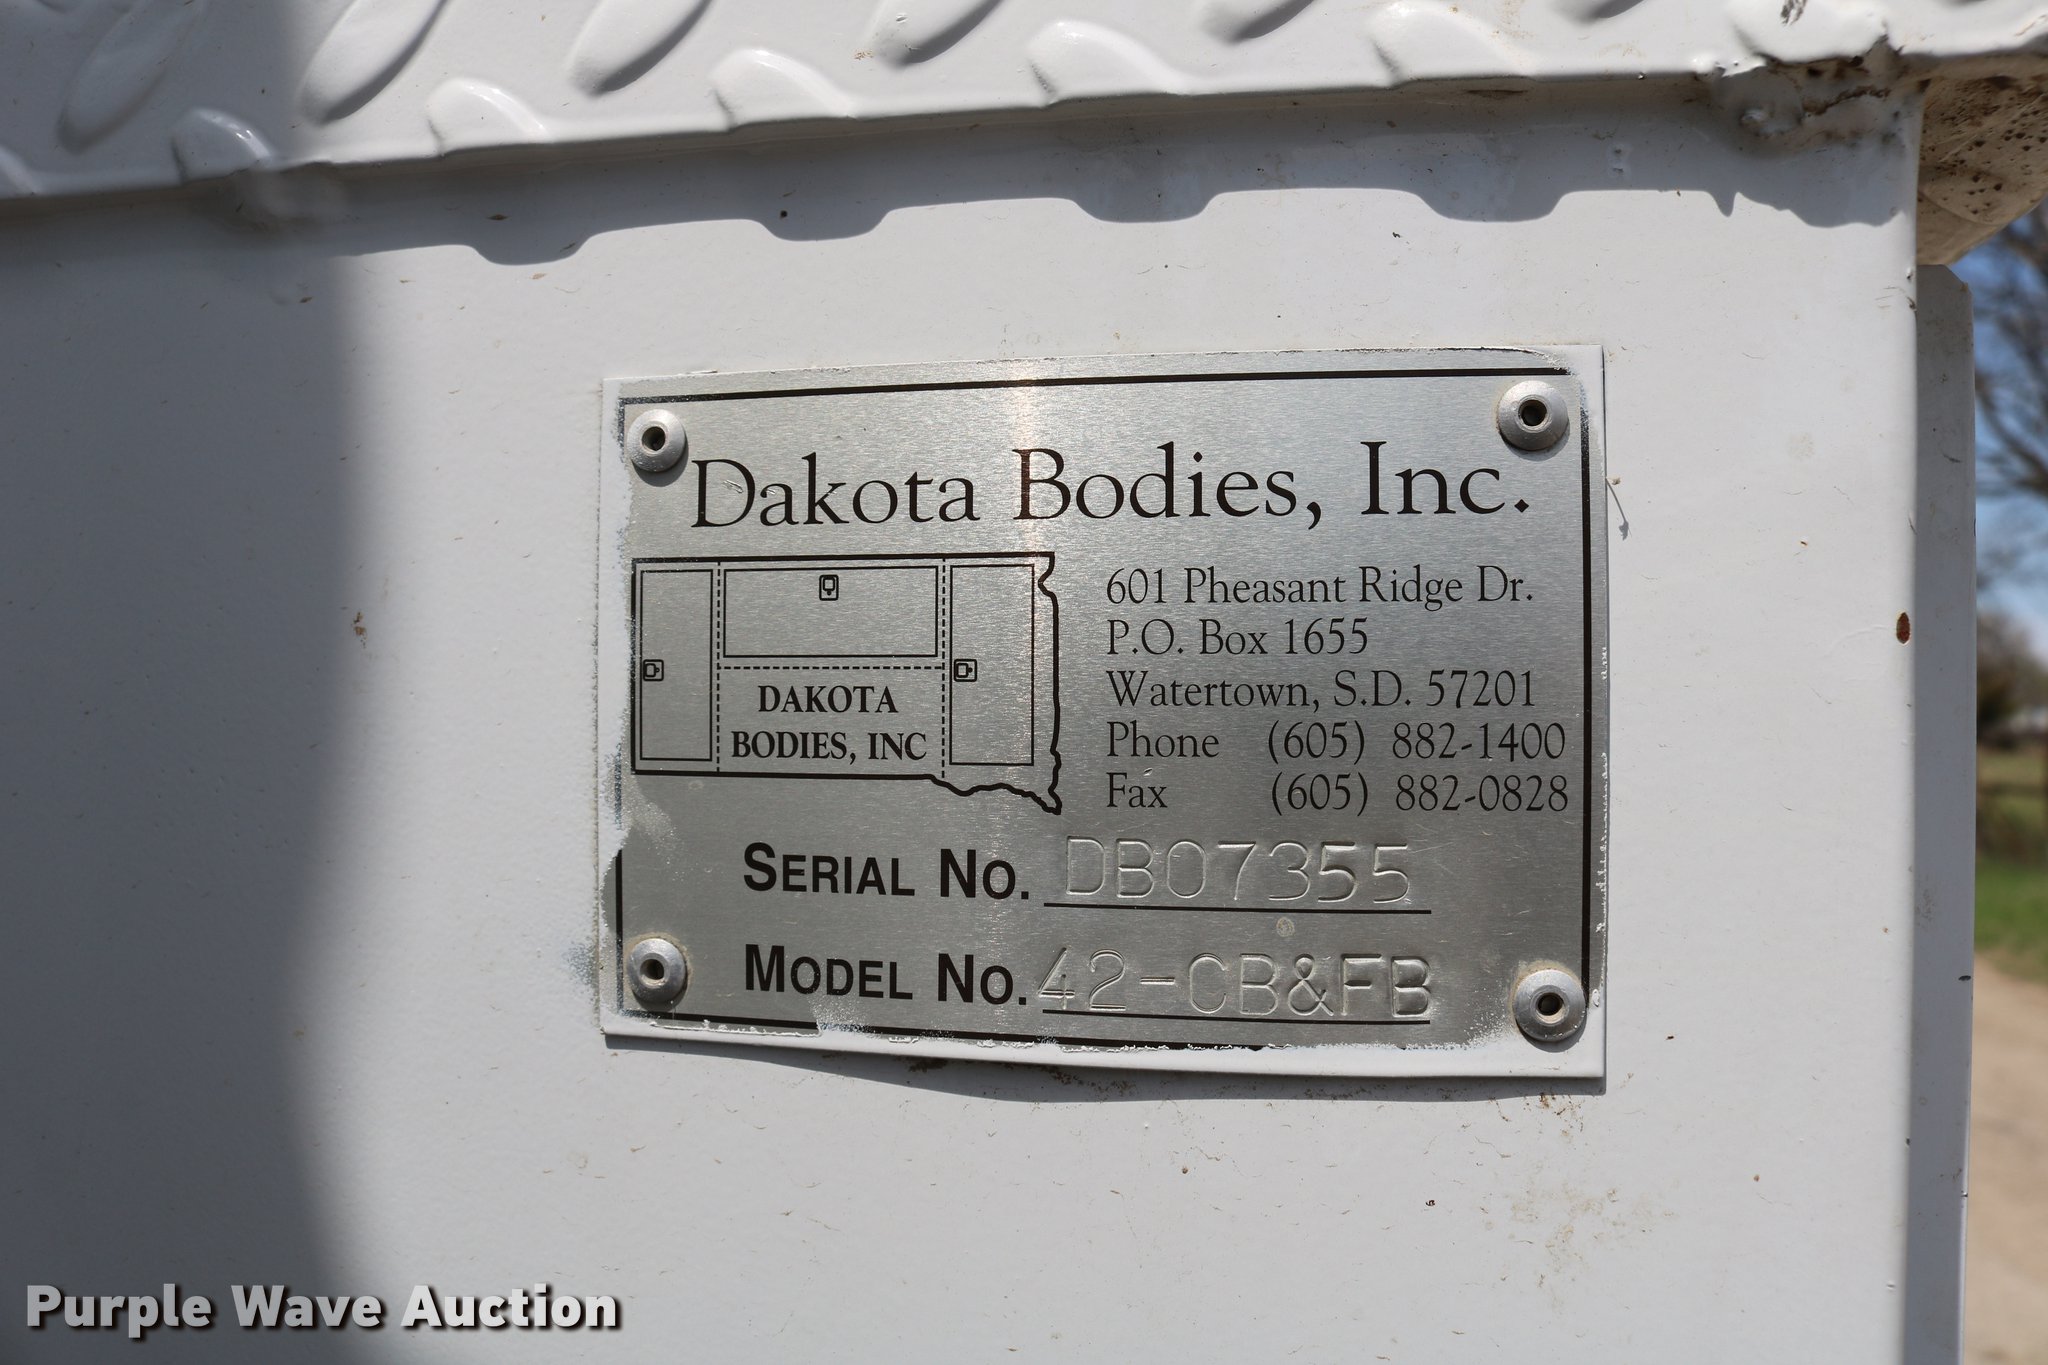 Dakota Bodies, Inc.
DAKOTA
BODIES, INC
601 Pheasant Ridge Dr.
P.O. Box 1655
Watertown, S.D. 57201
Phone (605) 882-1400
Fax (605) 882-0828
SERIAL NO. DB07355
MODEL NO. 42-CB&FB
Purple Wave Auction